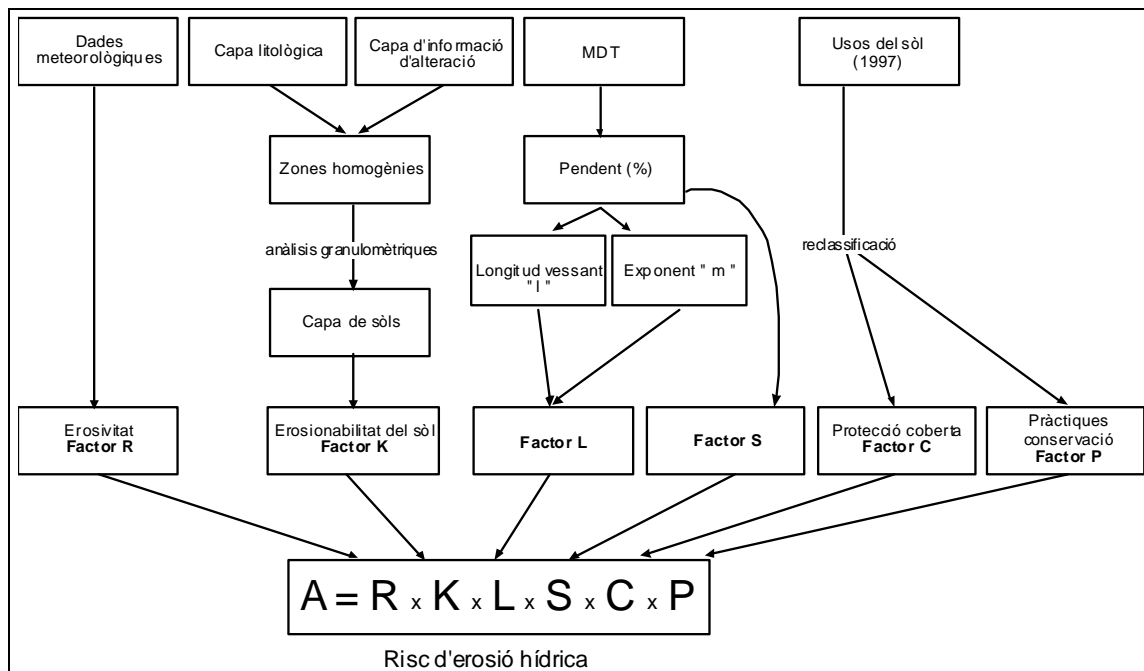 Dades
meteorològiques
Capa litològica
Capa d'informació
d'alteració
MDT
Usos del sòl
(1997)
Zones homogènies
Pendent (%)
anàlisis granulomètriques
reclassificació
Longitud vessant
" l "
Exponent " m "
Capa de sòls
Erosivitat
Factor R
Erosionabilitat del sòl
Factor K
Factor L
Factor S
Protecció coberta
Factor C
Pràctiques
conservació
Factor P
A = R x K x L x S x C x P
Risc d'erosió hídrica